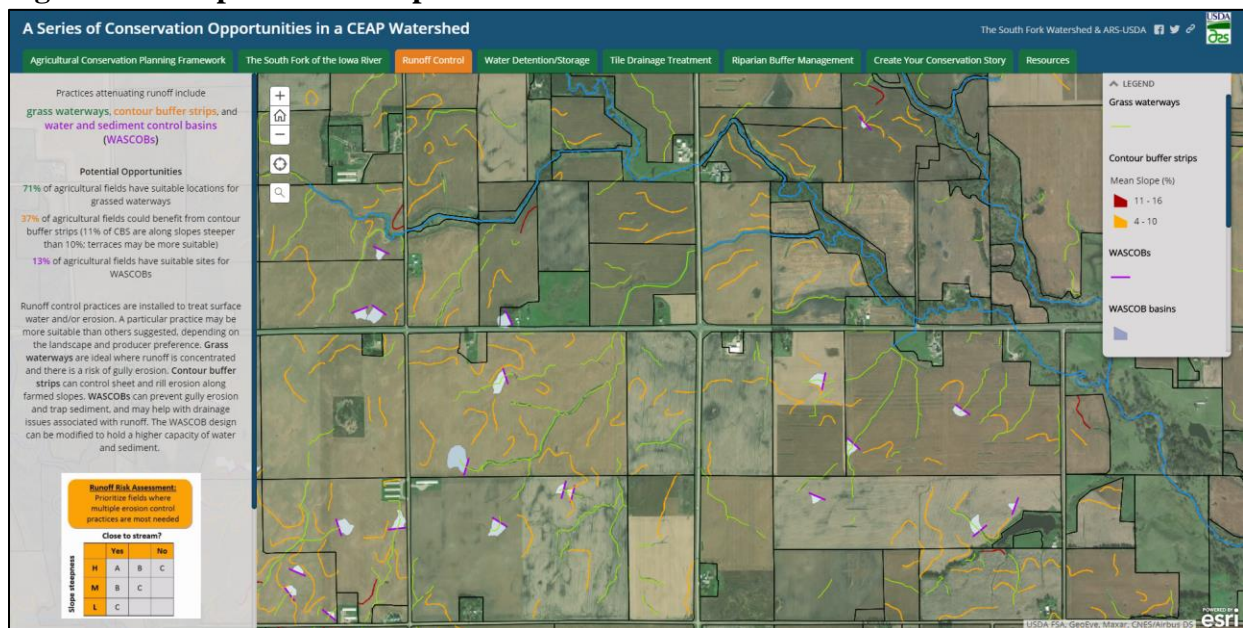 A Series of Conservation Opportunities in a CEAP Watershed
The South Fork Watershed & ARS-USDA
USDA
ars
Agricultural Conservation Planning Framework
The South Fork of the Iowa River
Runoff Control
Water Detention/Storage
Tile Drainage Treatment
Riparian Buffer Management
Create Your Conservation Story
Resources
Practices attenuating runoff include
grass waterways, contour buffer strips, and
water and sediment control basins
(WASCOBs)
Potential Opportunities
71% of agricultural fields have suitable locations for
grassed waterways
37% of agricultural fields could benefit from contour
buffer strips (11% of CBS are along slopes steeper
than 10%; terraces may be more suitable)
13% of agricultural fields have suitable sites for
WASCOBs
Runoff control practices are installed to treat surface
water and/or erosion. A particular practice may be
more suitable than others suggested, depending on
the landscape and producer preference. Grass
waterways are ideal where runoff is concentrated
and there is a risk of gully erosion. Contour buffer
strips can control sheet and rill erosion along
farmed slopes. WASCOBs can prevent gully erosion
and trap sediment, and may help with drainage
issues associated with runoff. The WASCOB design
can be modified to hold a higher capacity of water
and sediment.
Runoff Risk Assessment:
Prioritize fields where
multiple erosion control
practices are most needed
Close to stream?
Yes No
Slope steepness
H A B C
M B C
L C
LEGEND
Grass waterways
Contour buffer strips
Mean Slope (%)
11 - 16
4 - 10
WASCOBs
WASCOB basins
POWERED BY
esri
USDA FSA, GeoEye, Maxar, CNES/Airbus DS